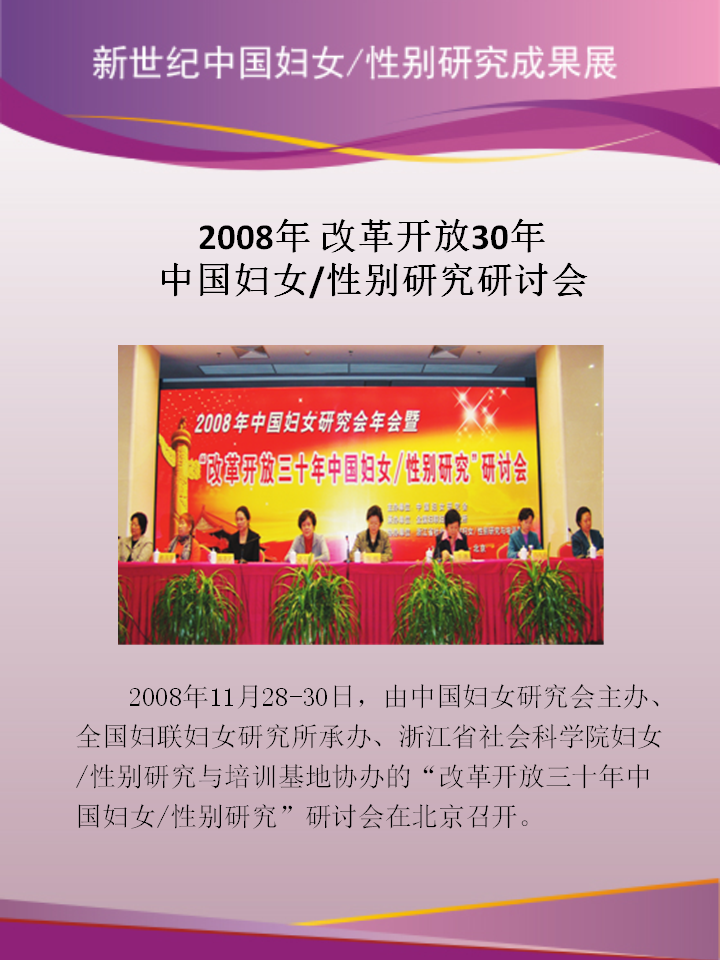 新世纪中国妇女/性别研究成果展
2008年 改革开放30年
中国妇女/性别研究研讨会
2008年中国妇女研究会年会暨
“改革开放三十年中国妇女/性别研究”研讨会
2008年11月28-30日，由中国妇女研究会主办、
全国妇联妇女研究所承办、浙江省社会科学院妇女
/性别研究与培训基地协办的“改革开放三十年中
国妇女/性别研究”研讨会在北京召开。